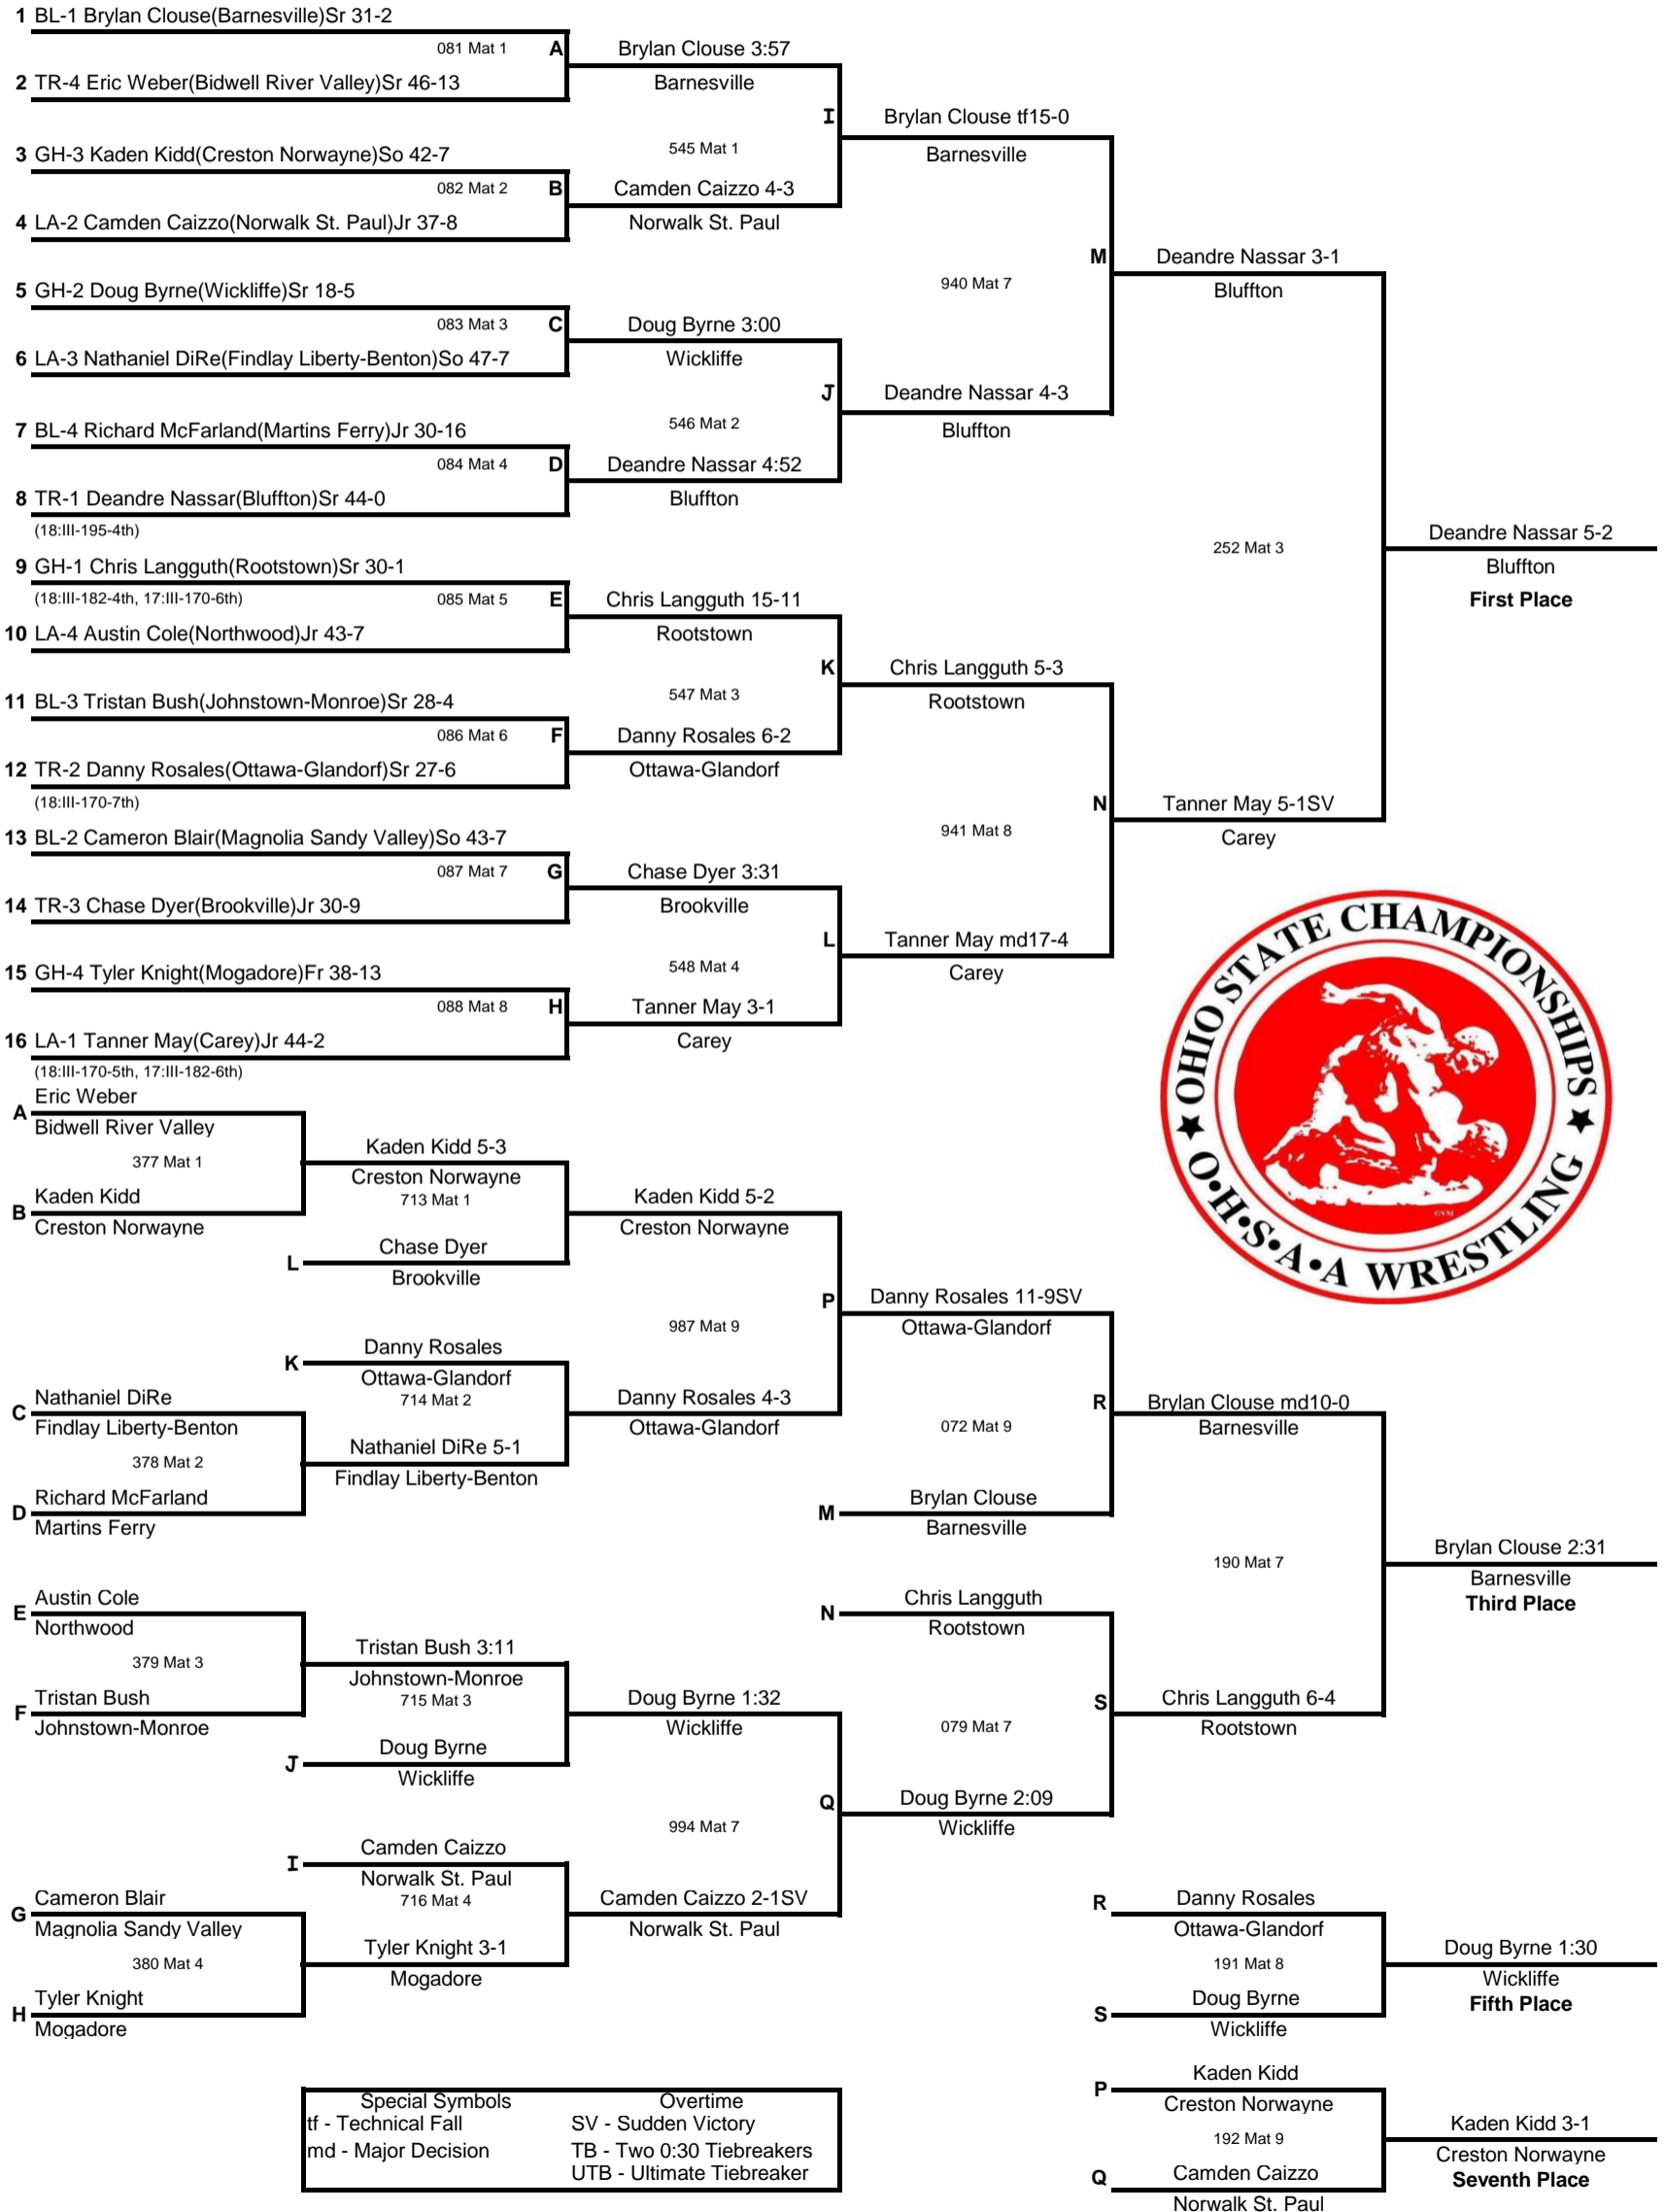 1 BL-1 Brylan Clouse(Barnesville)Sr 31-2
081 Mat 1 A
2 TR-4 Eric Weber(Bidwell River Valley)Sr 46-13
Brylan Clouse 3:57
Barnesville
545 Mat 1 I
3 GH-3 Kaden Kidd(Creston Norwayne)So 42-7
082 Mat 2 B
4 LA-2 Camden Caizzo(Norwalk St. Paul)Jr 37-8
Camden Caizzo 4-3
Norwalk St. Paul
Brylan Clouse tf15-0
Barnesville
940 Mat 7 M
5 GH-2 Doug Byrne(Wickliffe)Sr 18-5
083 Mat 3 C
6 LA-3 Nathaniel DiRe(Findlay Liberty-Benton)So 47-7
Doug Byrne 3:00
Wickliffe
546 Mat 2 J
7 BL-4 Richard McFarland(Martins Ferry)Jr 30-16
084 Mat 4 D
8 TR-1 Deandre Nassar(Bluffton)Sr 44-0
(18:III-195-4th)
Deandre Nassar 4:52
Bluffton
Deandre Nassar 4-3
Bluffton
Deandre Nassar 3-1
Bluffton
252 Mat 3
Deandre Nassar 5-2
Bluffton
First Place
9 GH-1 Chris Langguth(Rootstown)Sr 30-1
(18:III-182-4th, 17:III-170-6th)
085 Mat 5 E
10 LA-4 Austin Cole(Northwood)Jr 43-7
Chris Langguth 15-11
Rootstown
547 Mat 3 K
11 BL-3 Tristan Bush(Johnstown-Monroe)Sr 28-4
086 Mat 6 F
12 TR-2 Danny Rosales(Ottawa-Glandorf)Sr 27-6
(18:III-170-7th)
Danny Rosales 6-2
Ottawa-Glandorf
Chris Langguth 5-3
Rootstown
941 Mat 8 N
13 BL-2 Cameron Blair(Magnolia Sandy Valley)So 43-7
087 Mat 7 G
14 TR-3 Chase Dyer(Brookville)Jr 30-9
Chase Dyer 3:31
Brookville
548 Mat 4 L
15 GH-4 Tyler Knight(Mogadore)Fr 38-13
088 Mat 8 H
16 LA-1 Tanner May(Carey)Jr 44-2
(18:III-170-5th, 17:III-182-6th)
Tanner May 3-1
Carey
Tanner May md17-4
Carey
Tanner May 5-1SV
Carey
★ OHIO STATE CHAMPIONSHIPS ★
O•H•S•A•A WRESTLING
©VM
A Eric Weber
Bidwell River Valley
377 Mat 1
B Kaden Kidd
Creston Norwayne
Kaden Kidd 5-3
Creston Norwayne
713 Mat 1
L Chase Dyer
Brookville
Kaden Kidd 5-2
Creston Norwayne
987 Mat 9 P
K Danny Rosales
Ottawa-Glandorf
714 Mat 2
C Nathaniel DiRe
Findlay Liberty-Benton
378 Mat 2
D Richard McFarland
Martins Ferry
Nathaniel DiRe 5-1
Findlay Liberty-Benton
Danny Rosales 4-3
Ottawa-Glandorf
Danny Rosales 11-9SV
Ottawa-Glandorf
072 Mat 9 R
M Brylan Clouse
Barnesville
Brylan Clouse md10-0
Barnesville
190 Mat 7
Brylan Clouse 2:31
Barnesville
Third Place
E Austin Cole
Northwood
379 Mat 3
F Tristan Bush
Johnstown-Monroe
Tristan Bush 3:11
Johnstown-Monroe
715 Mat 3
J Doug Byrne
Wickliffe
Doug Byrne 1:32
Wickliffe
994 Mat 7 Q
I Camden Caizzo
Norwalk St. Paul
716 Mat 4
G Cameron Blair
Magnolia Sandy Valley
380 Mat 4
H Tyler Knight
Mogadore
Tyler Knight 3-1
Mogadore
Camden Caizzo 2-1SV
Norwalk St. Paul
N Chris Langguth
Rootstown
079 Mat 7 S
Doug Byrne 2:09
Wickliffe
Chris Langguth 6-4
Rootstown
R Danny Rosales
Ottawa-Glandorf
191 Mat 8
S Doug Byrne
Wickliffe
Doug Byrne 1:30
Wickliffe
Fifth Place
P Kaden Kidd
Creston Norwayne
192 Mat 9
Q Camden Caizzo
Norwalk St. Paul
Kaden Kidd 3-1
Creston Norwayne
Seventh Place
Special Symbols Overtime
tf - Technical Fall SV - Sudden Victory
md - Major Decision TB - Two 0:30 Tiebreakers
UTB - Ultimate Tiebreaker